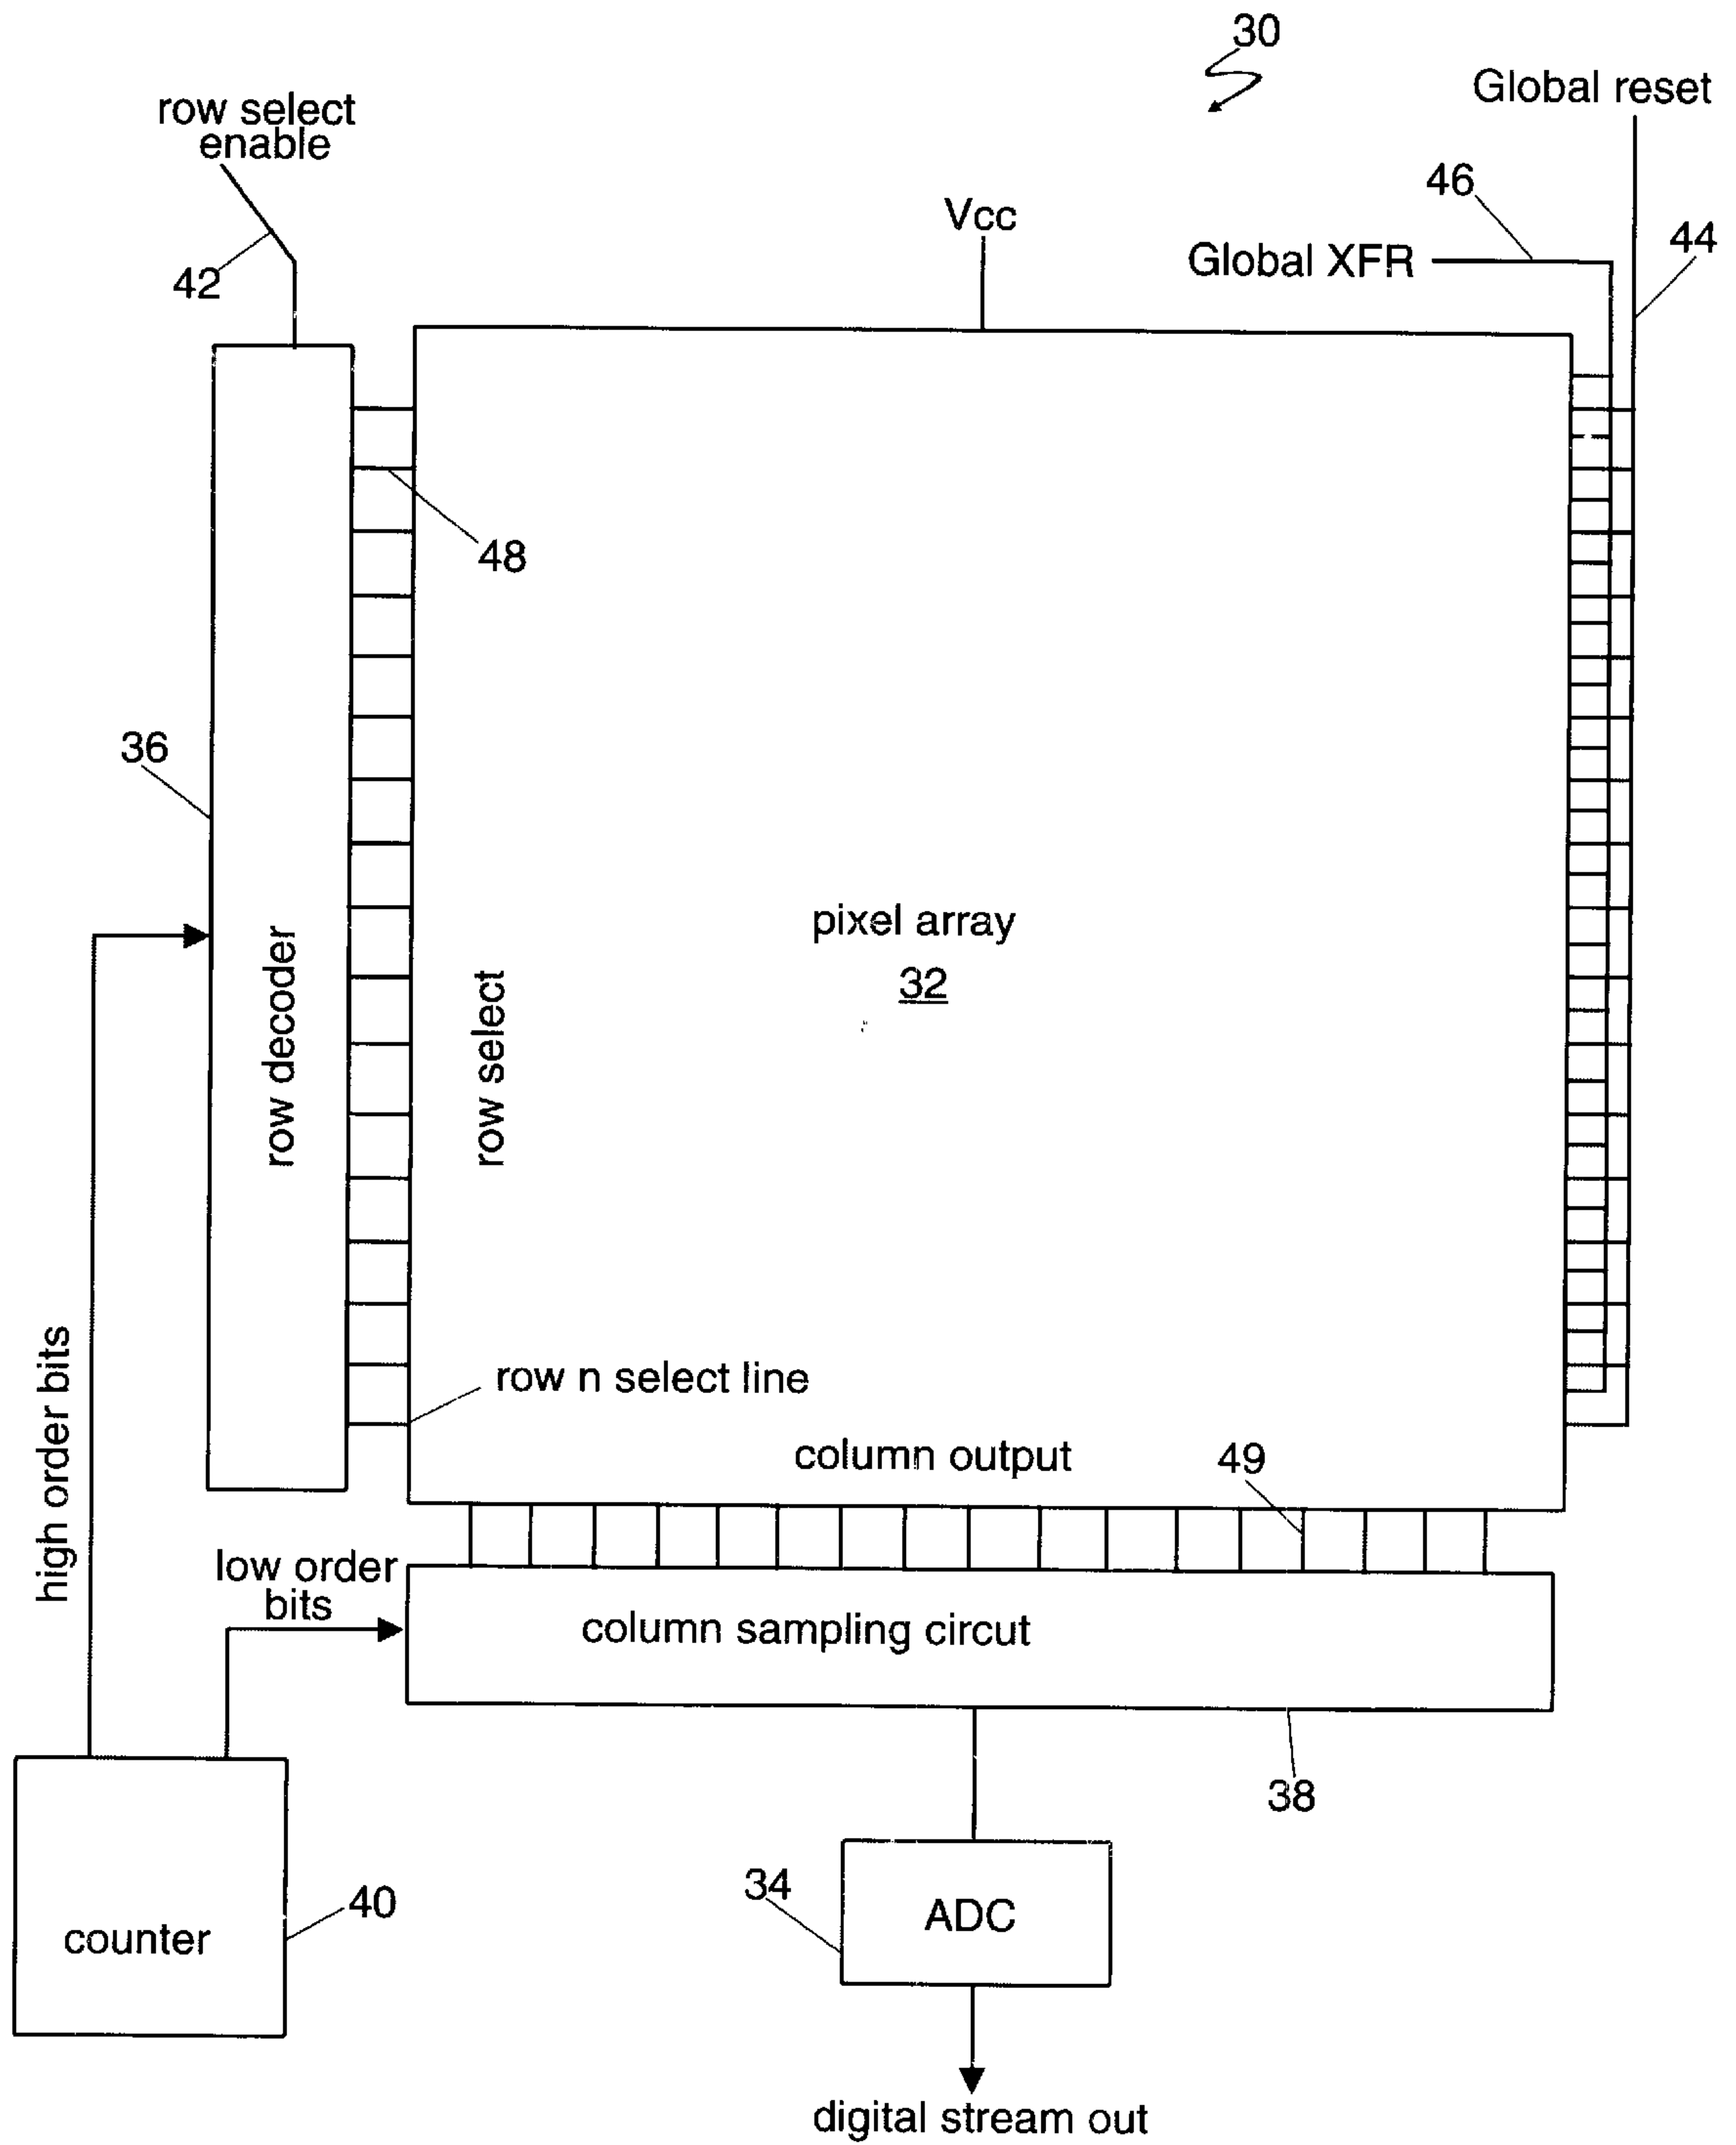 30
Global reset
row select
enable
46
Vcc
44
Global XFR
42
48
36
pixel array
32
row decoder
row select
high order bits
row n select line
column output
49
low order
bits
column sampling circut
38
34
ADC
40
counter
digital stream out